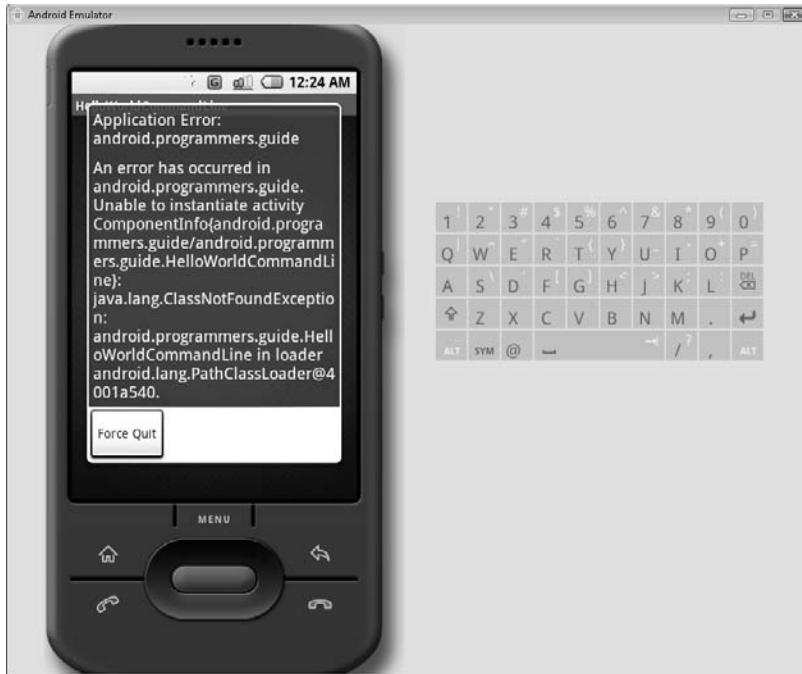 Android Emulator
G 12:24 AM
HelloWorldCommandLine
Application Error:
android.programmers.guide
An error has occurred in
android.programmers.guide.
Unable to instantiate activity
ComponentInfo{android.progra
mmers.guide/android.programm
ers.guide.HelloWorldCommandLi
ne}:
java.lang.ClassNotFoundExceptio
n:
android.programmers.guide.Hell
oWorldCommandLine in loader
android.lang.PathClassLoader@4
001a540.
Force Quit
MENU
1 ! 2 " 3 # 4 $ 5 % 6 ^ 7 & 8 * 9 ( 0 )
Q W E R T { Y } U - I O + P =
A S \ D F [ G ] H < J > K ; L : DEL
Z X C V B N M .
ALT SYM @ / ? , ALT